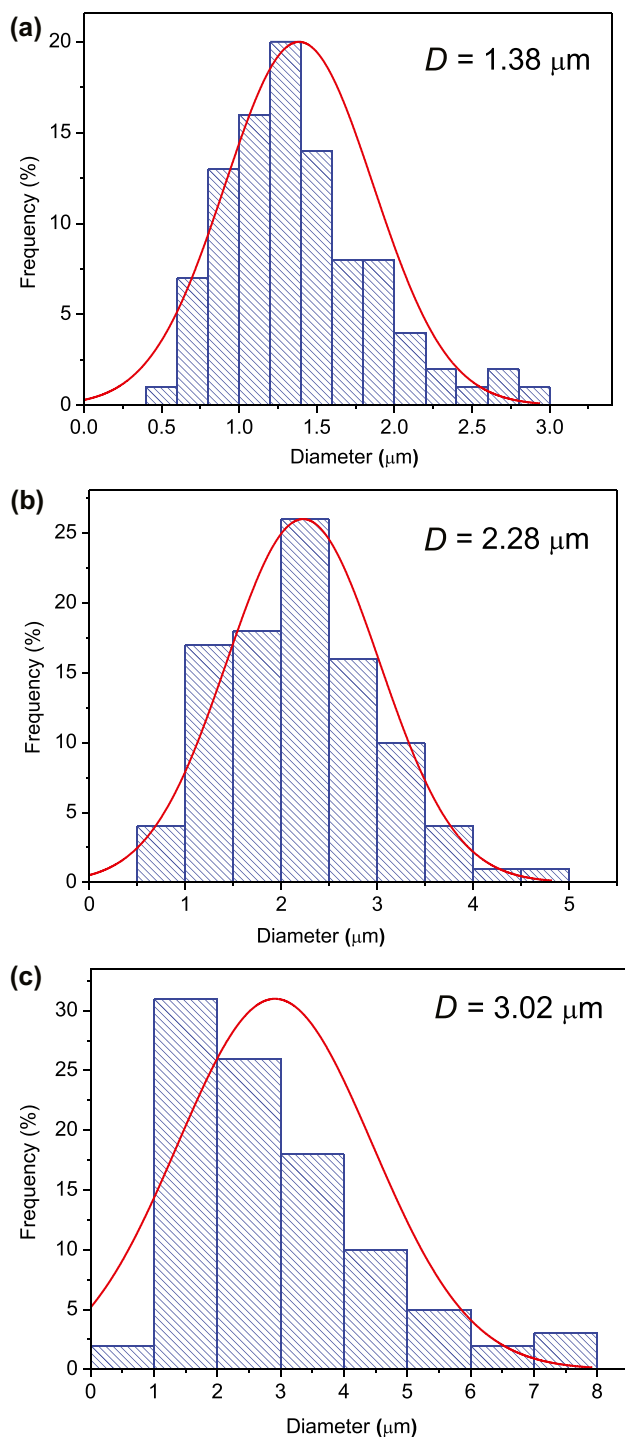 (a)
D = 1.38 μm
20
15
10
5
0
Frequency (%)
0.0 0.5 1.0 1.5 2.0 2.5 3.0
Diameter (μm)
(b)
D = 2.28 μm
25
20
15
10
5
0
Frequency (%)
0 1 2 3 4 5
Diameter (μm)
(c)
D = 3.02 μm
30
25
20
15
10
5
0
Frequency (%)
0 1 2 3 4 5 6 7 8
Diameter (μm)